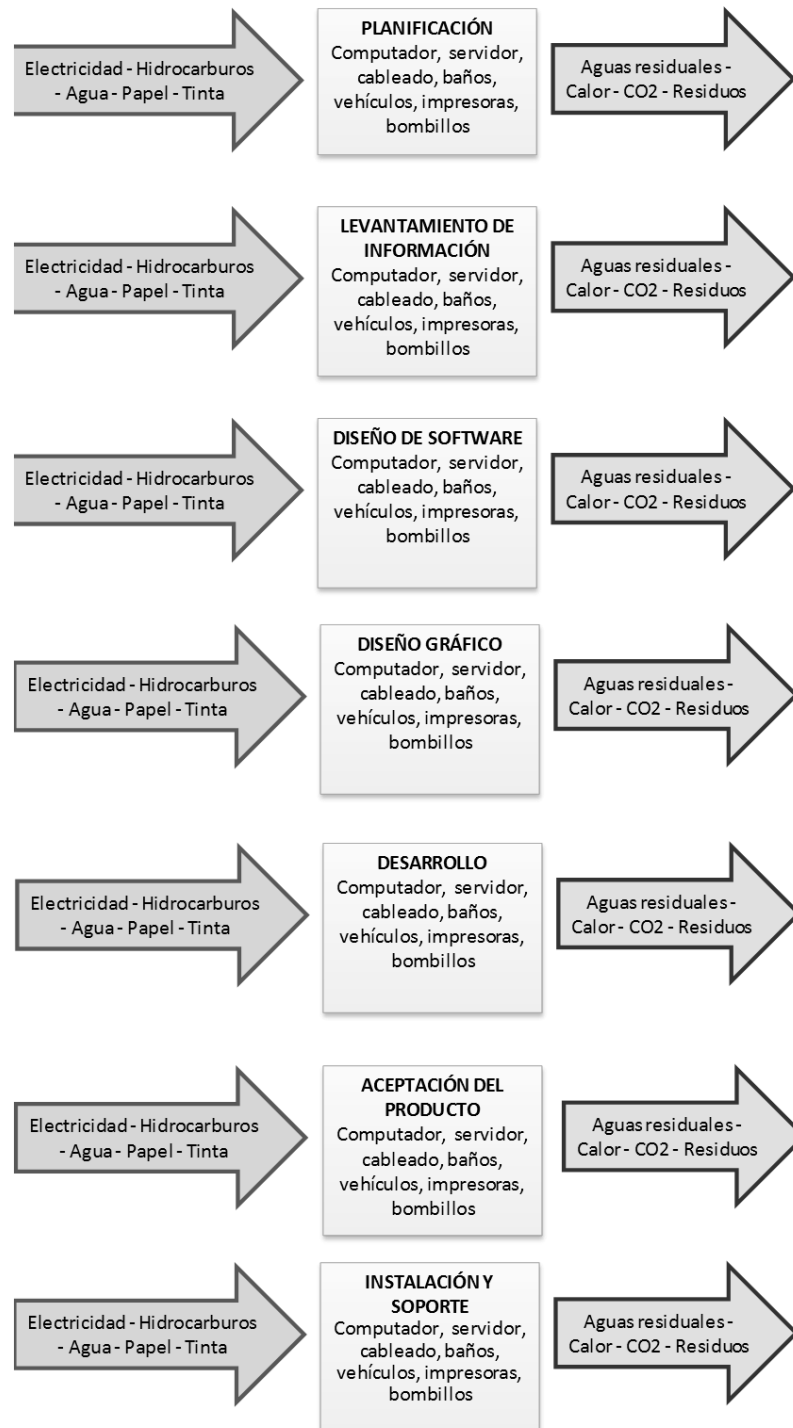 Electricidad - Hidrocarburos
- Agua - Papel - Tinta
PLANIFICACIÓN
Computador, servidor,
cableado, baños,
vehículos, impresoras,
bombillos
Aguas residuales -
Calor - CO2 - Residuos
Electricidad - Hidrocarburos
- Agua - Papel - Tinta
LEVANTAMIENTO DE
INFORMACIÓN
Computador, servidor,
cableado, baños,
vehículos, impresoras,
bombillos
Aguas residuales -
Calor - CO2 - Residuos
Electricidad - Hidrocarburos
- Agua - Papel - Tinta
DISEÑO DE SOFTWARE
Computador, servidor,
cableado, baños,
vehículos, impresoras,
bombillos
Aguas residuales -
Calor - CO2 - Residuos
Electricidad - Hidrocarburos
- Agua - Papel - Tinta
DISEÑO GRÁFICO
Computador, servidor,
cableado, baños,
vehículos, impresoras,
bombillos
Aguas residuales -
Calor - CO2 - Residuos
Electricidad - Hidrocarburos
- Agua - Papel - Tinta
DESARROLLO
Computador, servidor,
cableado, baños,
vehículos, impresoras,
bombillos
Aguas residuales -
Calor - CO2 - Residuos
Electricidad - Hidrocarburos
- Agua - Papel - Tinta
ACEPTACIÓN DEL
PRODUCTO
Computador, servidor,
cableado, baños,
vehículos, impresoras,
bombillos
Aguas residuales -
Calor - CO2 - Residuos
Electricidad - Hidrocarburos
- Agua - Papel - Tinta
INSTALACIÓN Y
SOPORTE
Computador, servidor,
cableado, baños,
vehículos, impresoras,
bombillos
Aguas residuales -
Calor - CO2 - Residuos